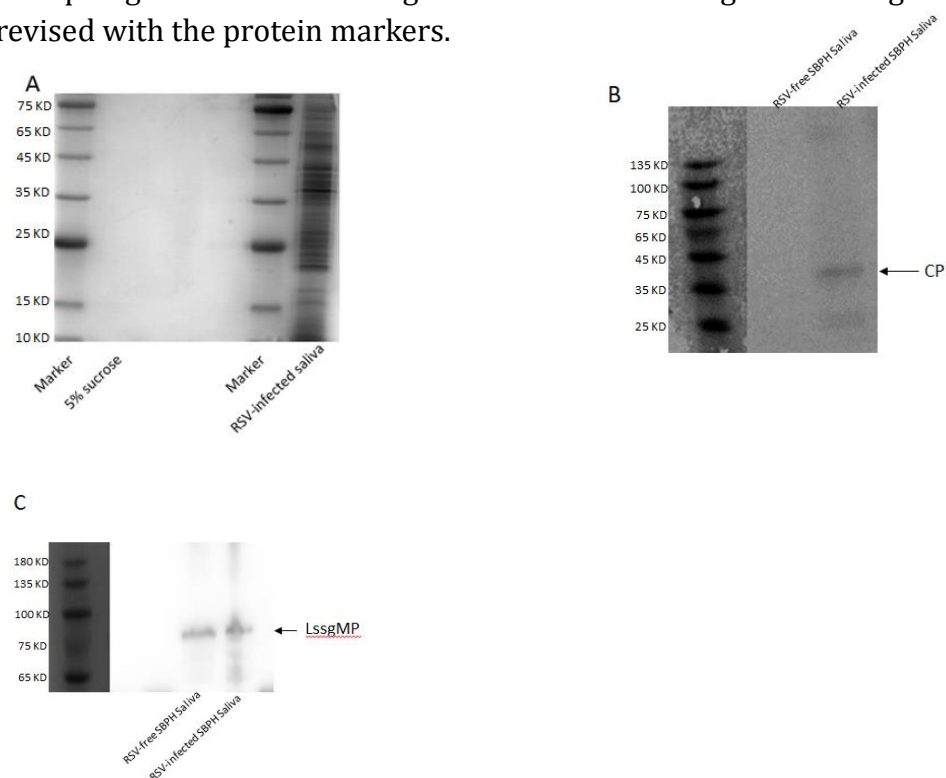 revised with the protein markers.
A
75 KD
65 KD
45 KD
35 KD
25 KD
15 KD
10 KD
Marker
5% sucrose
Marker
RSV-infected saliva
B
RSV-free SBPH Saliva
RSV-infected SBPH Saliva
135 KD
100 KD
75 KD
65 KD
45 KD
35 KD
25 KD
CP
C
180 KD
135 KD
100 KD
75 KD
65 KD
LssgMP
RSV-free SBPH Saliva
RSV-infected SBPH Saliva